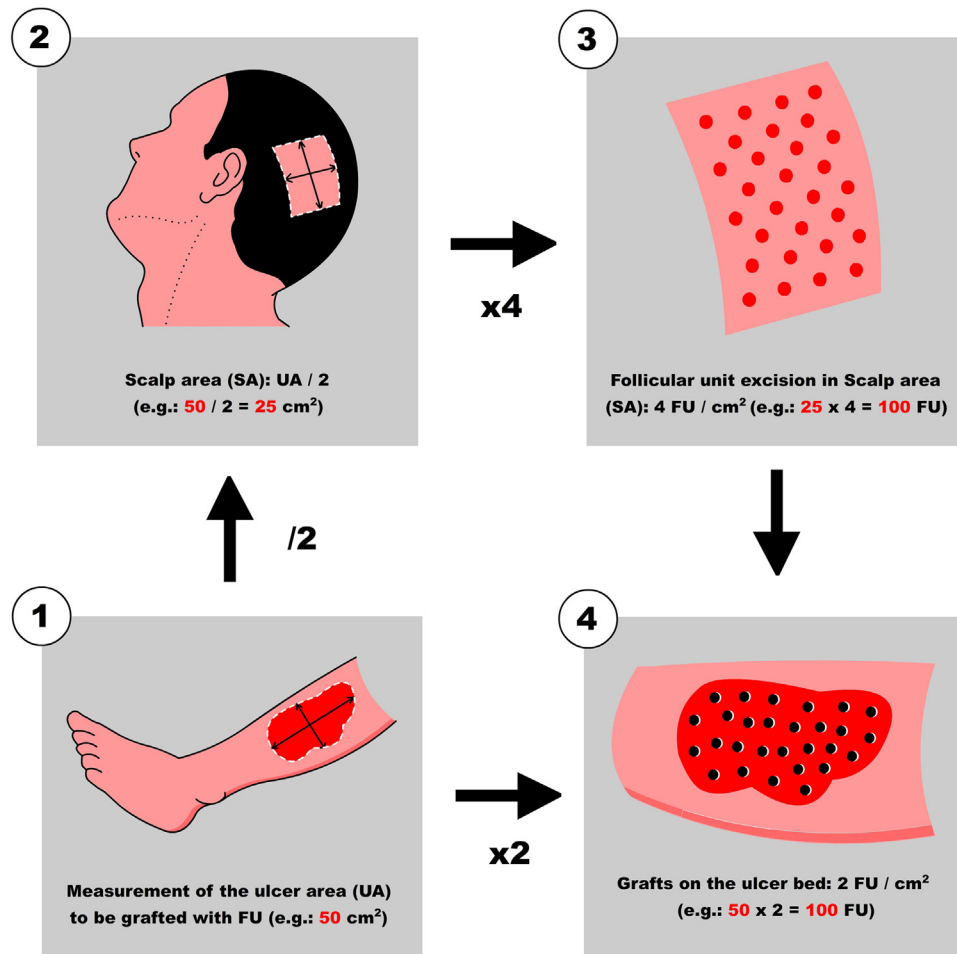 2
3
Scalp area (SA): UA / 2
(e.g.: 50 / 2 = 25 cm²)
x4
Follicular unit excision in Scalp area
(SA): 4 FU / cm² (e.g.: 25 x 4 = 100 FU)
/2
1
4
Measurement of the ulcer area (UA)
to be grafted with FU (e.g.: 50 cm²)
x2
Grafts on the ulcer bed: 2 FU / cm²
(e.g.: 50 x 2 = 100 FU)